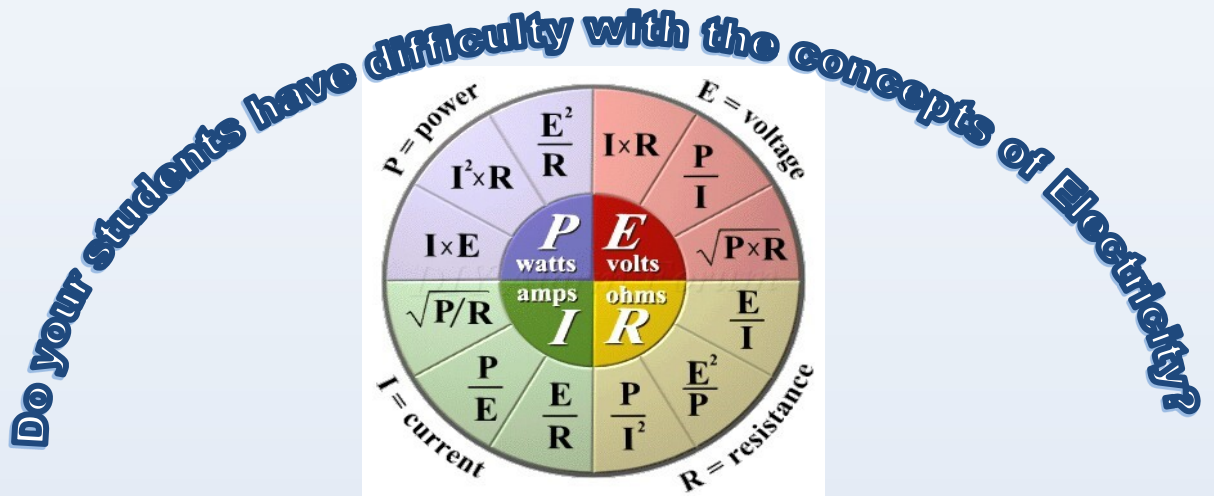 Do your students have difficulty with the concepts of Electricity?
P = power
E = voltage
I = current
R = resistance
P
watts
E
volts
amps
I
ohms
R
E²/R
I²×R
I×E
I×R
P/I
√P×R
√P/R
P/E
E/R
E/I
E²/P
P/I²